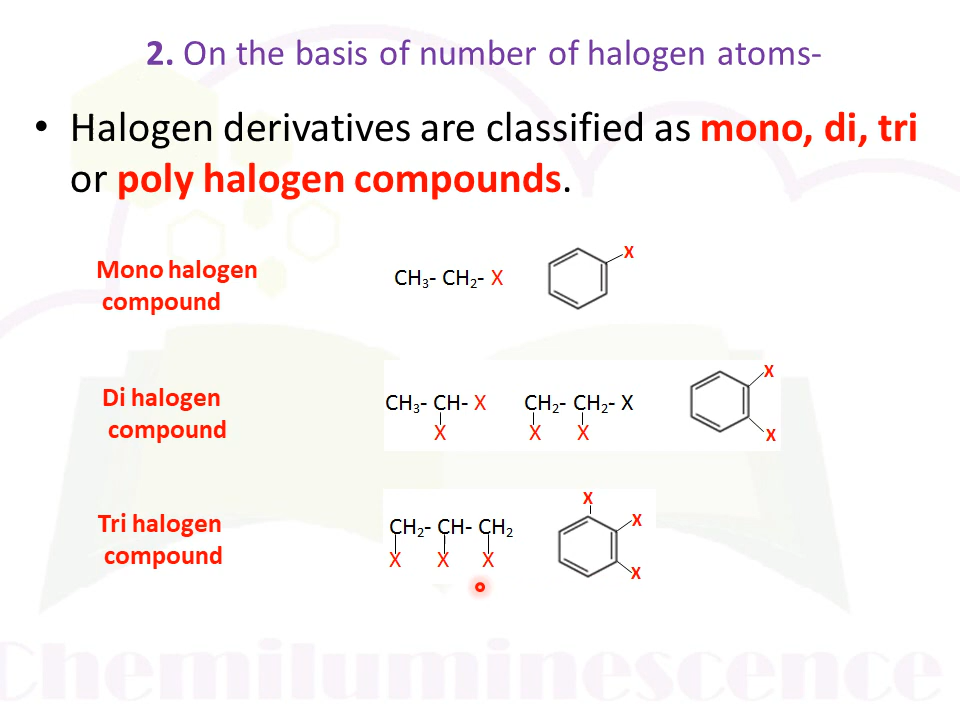 2. On the basis of number of halogen atoms-
• Halogen derivatives are classified as mono, di, tri
or poly halogen compounds.
Mono halogen
compound
CH₃- CH₂- X
X
Di halogen
compound
CH₃- CH- X
X
CH₂- CH₂- X
X X
X
X
Tri halogen
compound
CH₂- CH- CH₂
X X X
X
X
X
Chemiluminescence